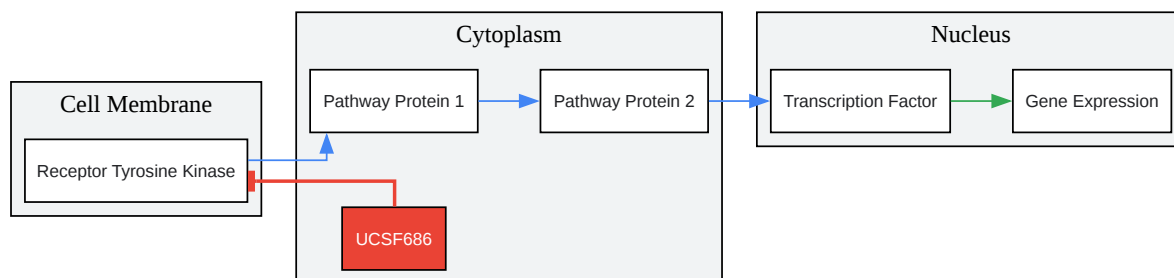 Cell Membrane
Receptor Tyrosine Kinase
Cytoplasm
Pathway Protein 1
Pathway Protein 2
UCSF686
Nucleus
Transcription Factor
Gene Expression